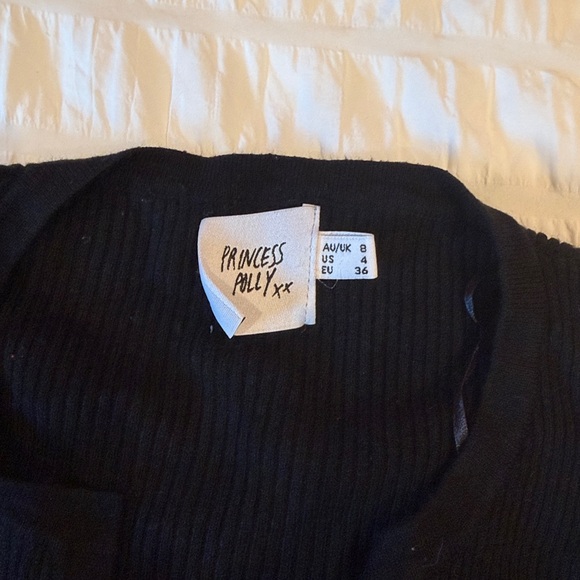 PRINCESS
POLLY xx
AU/UK 8
US 4
EU 36